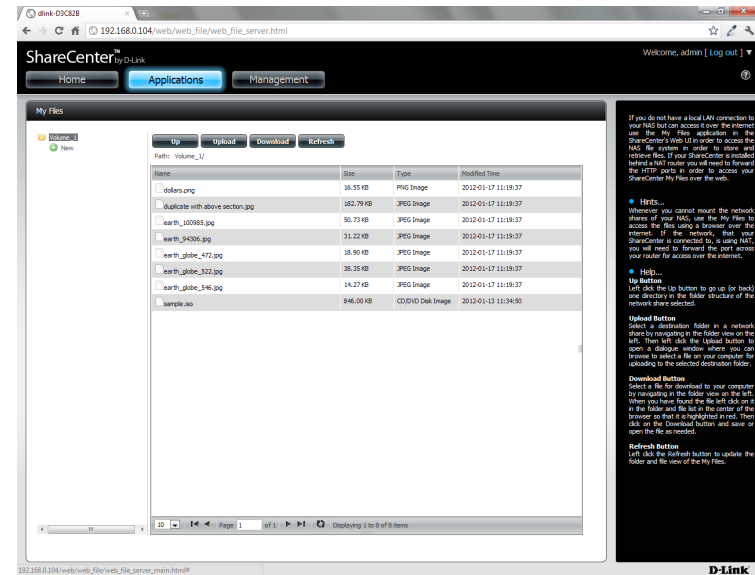 dlink-D3C82B
192.168.0.104/web/web_file/web_file_server.html
ShareCenter™ by D-Link
Welcome, admin [ Log out ]
Home
Applications
Management
My Files
Volume_1
New
Up
Upload
Download
Refresh
Path: Volume_1/
Name Size Type Modified Time
dollars.png 16.55 KB PNG Image 2012-01-17 11:19:37
duplicate with above section.jpg 182.79 KB JPEG Image 2012-01-17 11:19:37
earth_100985.jpg 50.73 KB JPEG Image 2012-01-17 11:19:37
earth_94306.jpg 31.22 KB JPEG Image 2012-01-17 11:19:37
earth_globe_472.jpg 18.90 KB JPEG Image 2012-01-17 11:19:37
earth_globe_522.jpg 38.35 KB JPEG Image 2012-01-17 11:19:37
earth_globe_546.jpg 14.27 KB JPEG Image 2012-01-17 11:19:37
sample.iso 846.00 KB CD/DVD Disk Image 2012-01-13 11:34:50
10 Page 1 of 1 Displaying 1 to 8 of 8 items
If you do not have a local LAN connection to
your NAS but can access it over the internet
use the My Files application in the
ShareCenter's Web UI in order to access the
NAS file system in order to store and
retrieve files. If your ShareCenter is installed
behind a NAT router you will need to forward
the HTTP ports in order to access your
ShareCenter My Files over the web.
Hints...
Whenever you cannot mount the network
shares of your NAS, use the My Files to
access the files using a browser over the
internet. If the network, that your
ShareCenter is connected to, is using NAT,
you will need to forward the port across
your router for access over the internet.
Help...
Up Button
Left click the Up button to go up (or back)
one directory in the folder structure of the
network share selected.
Upload Button
Select a destination folder in a network
share by navigating in the folder view on the
left. Then left click the Upload button to
open a dialogue window where you can
browse to select a file on your computer for
uploading to the selected destination folder.
Download Button
Select a file for download to your computer
by navigating in the folder view on the left.
When you have found the file left click on it
in the folder and file list in the center of the
browser so that it is highlighted in red. Then
click on the Download button and save or
open the file as needed.
Refresh Button
Left click the Refresh button to update the
folder and file view of the My Files.
192.168.0.104/web/web_file/web_file_server_main.html#
D-Link